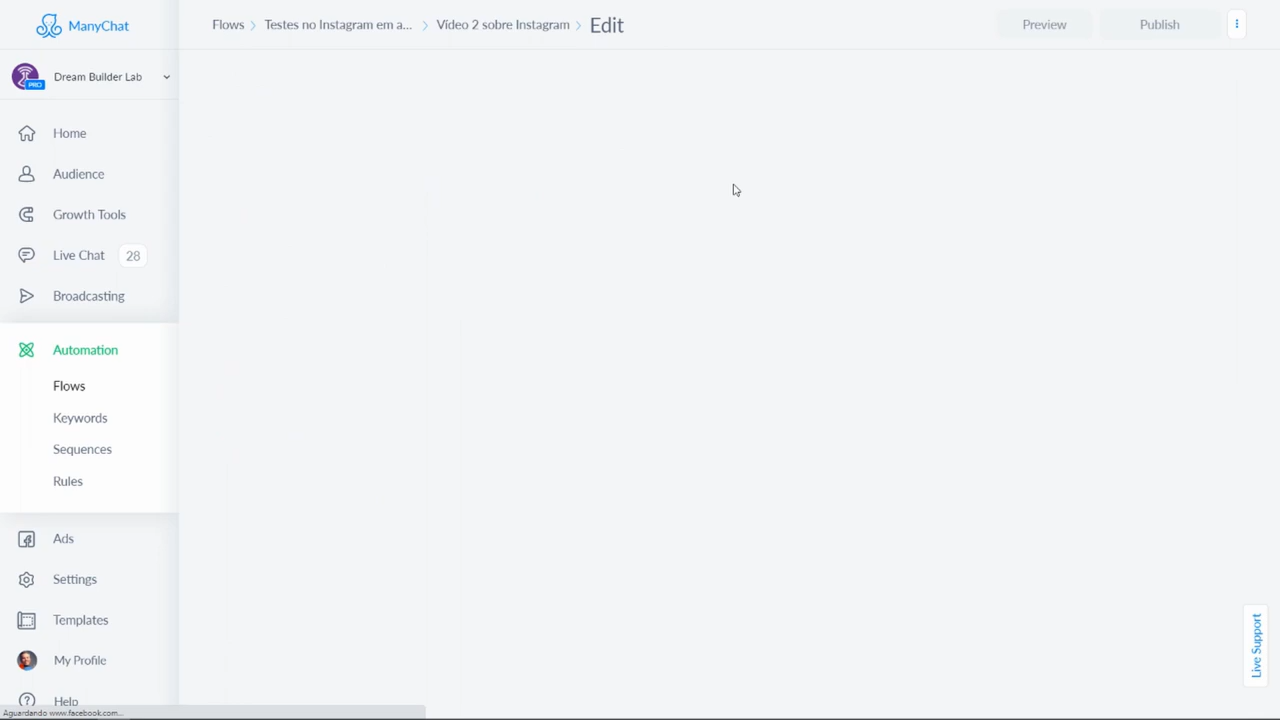 ManyChat
Flows
Testes no Instagram em a...
Vídeo 2 sobre Instagram
Edit
Preview
Publish
Dream Builder Lab
PRO
Home
Audience
Growth Tools
Live Chat 28
Broadcasting
Automation
Flows
Keywords
Sequences
Rules
Ads
Settings
Templates
My Profile
Help
Live Support
Aguardando www.facebook.com...